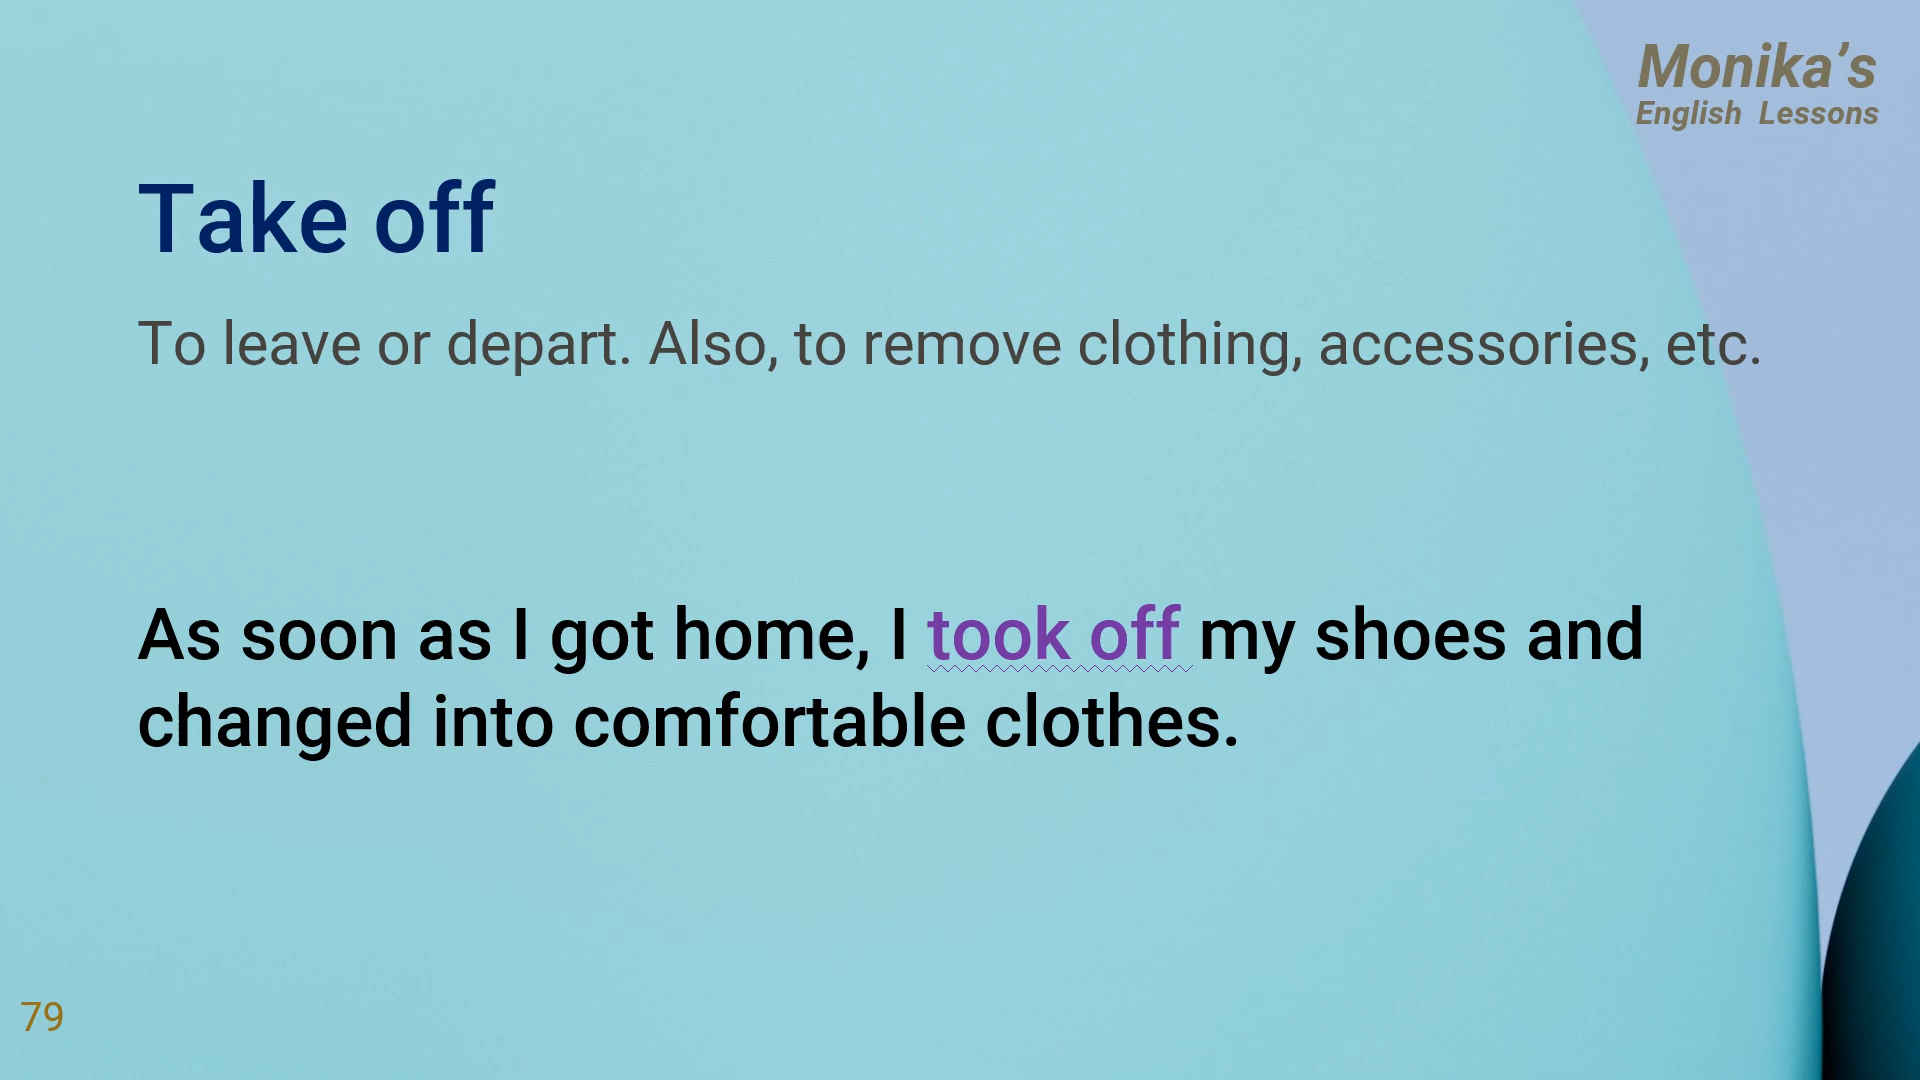 Monika’s
English Lessons
Take off
To leave or depart. Also, to remove clothing, accessories, etc.
As soon as I got home, I took off my shoes and
changed into comfortable clothes.
79